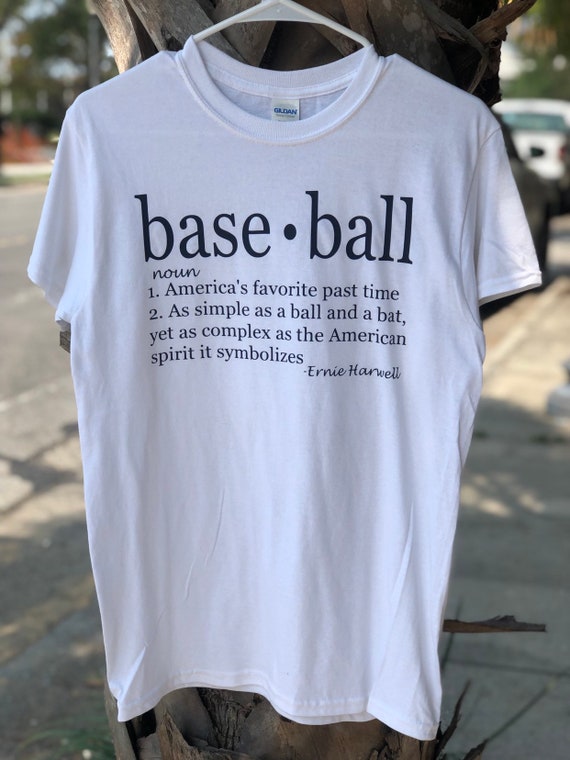 GILDAN
base • ball
noun
1. America's favorite past time
2. As simple as a ball and a bat,
yet as complex as the American
spirit it symbolizes
-Ernie Harwell